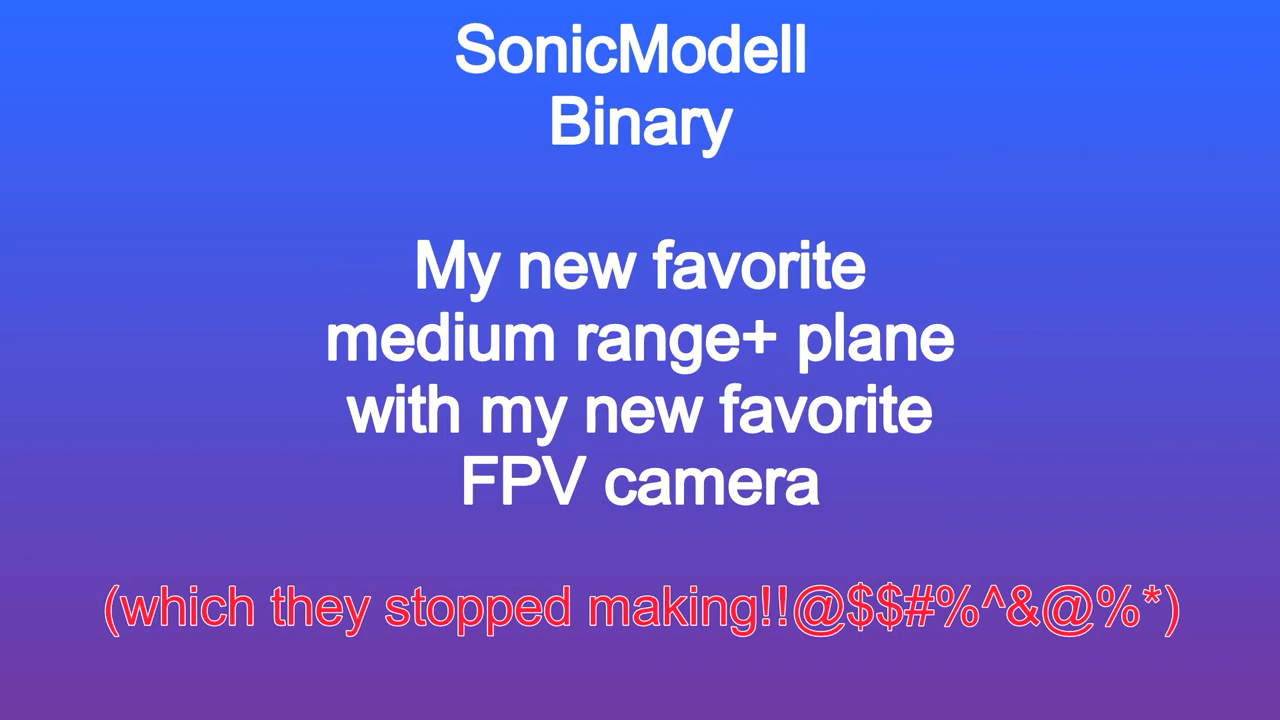 SonicModell
Binary
My new favorite
medium range+ plane
with my new favorite
FPV camera
(which they stopped making!!@$$#%^&@%*)